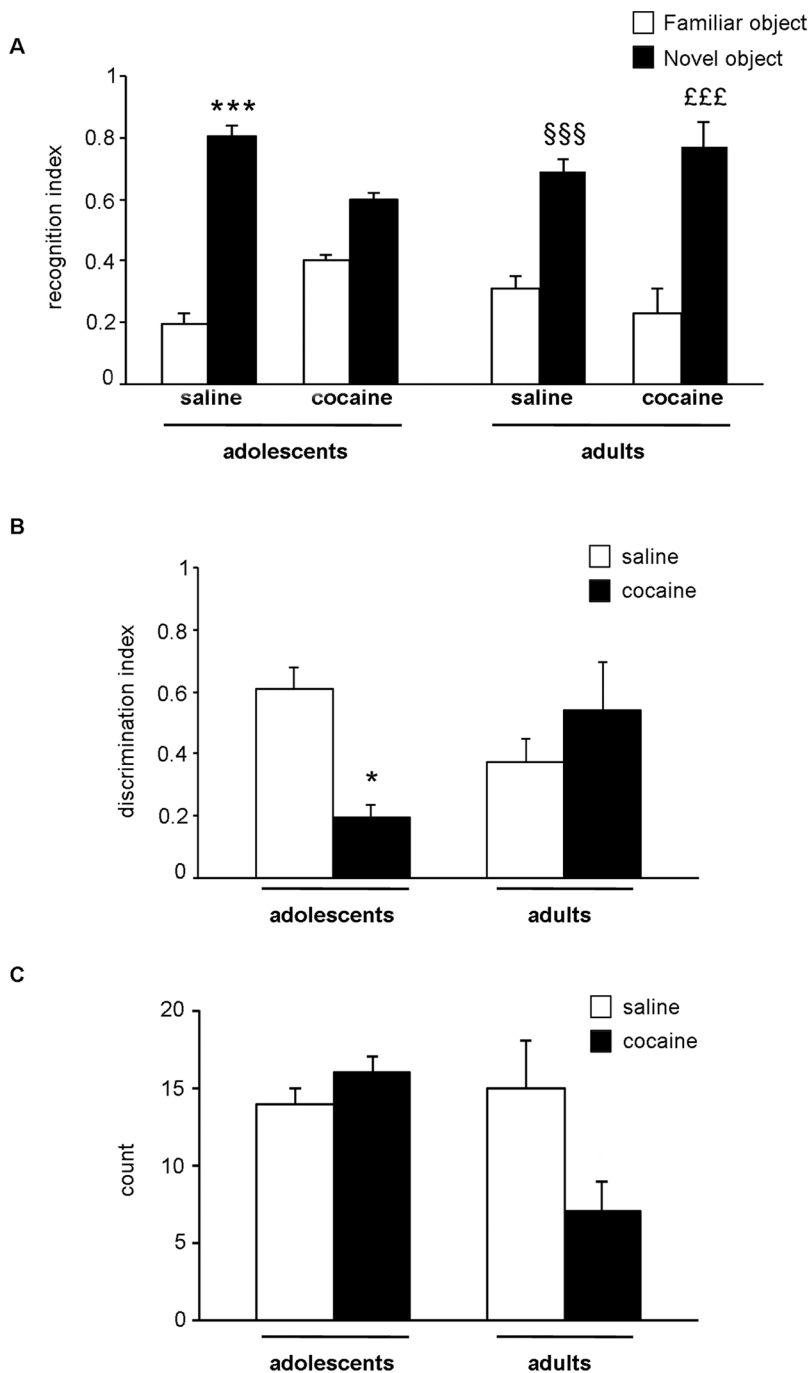 Familiar object
A
Novel object
1
***
£££
0.8
§§§
0.6
recognition index
0.4
0.2
0
saline cocaine saline cocaine
adolescents adults
B
1
saline
cocaine
0.8
discrimination index
0.6
0.4
*
0.2
0
adolescents adults
C
20
saline
cocaine
15
count
10
5
0
adolescents adults